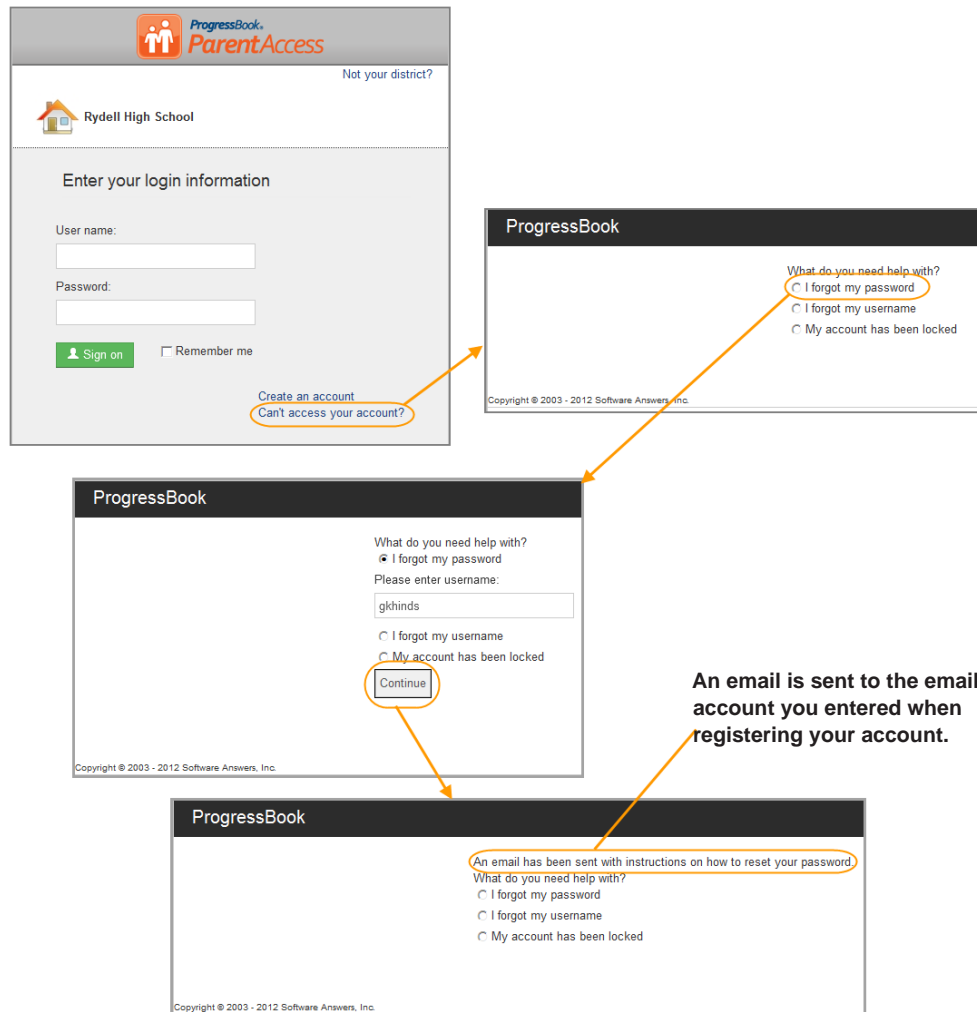 ProgressBook®
ParentAccess
Not your district?
Rydell High School
Enter your login information
User name:
Password:
Sign on
Remember me
Create an account
Can't access your account?
ProgressBook
What do you need help with?
I forgot my password
I forgot my username
My account has been locked
Copyright © 2003 - 2012 Software Answers, Inc.
ProgressBook
What do you need help with?
I forgot my password
Please enter username:
gkhinds
I forgot my username
My account has been locked
Continue
Copyright © 2003 - 2012 Software Answers, Inc.
An email is sent to the email
account you entered when
registering your account.
ProgressBook
An email has been sent with instructions on how to reset your password.
What do you need help with?
I forgot my password
I forgot my username
My account has been locked
Copyright © 2003 - 2012 Software Answers, Inc.